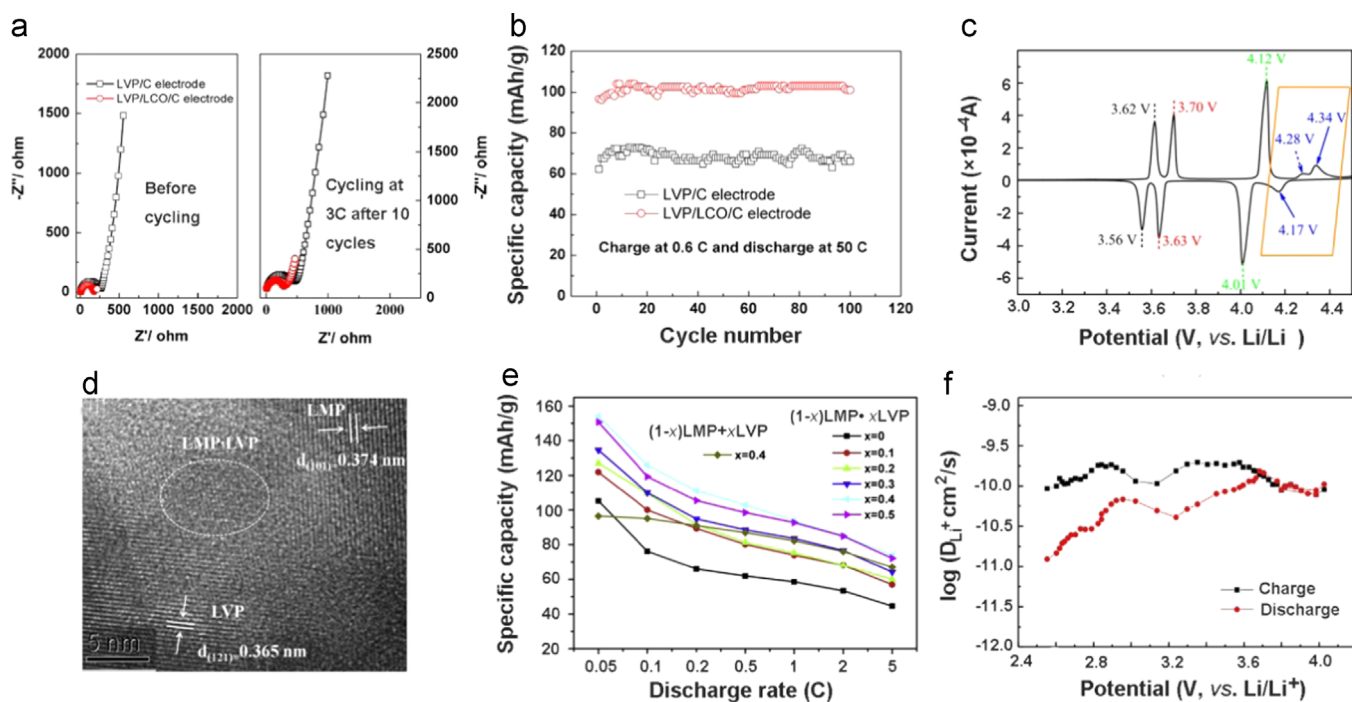 a
2000
1500
1000
500
0
-Z"/ ohm
LVP/C electrode
LVP/LCO/C electrode
Before
cycling
0 500 1000 1500 2000
Z'/ ohm
Cycling at
3C after 10
cycles
0 1000 2000
Z'/ ohm
2500
2000
1500
1000
500
0
-Z"/ ohm
b
Specific capacity (mAh/g)
120
100
80
60
40
20
0
LVP/C electrode
LVP/LCO/C electrode
Charge at 0.6 C and discharge at 50 C
0 20 40 60 80 100 120
Cycle number
c
Current (×10⁻⁴A)
6
4
2
0
-2
-4
-6
3.62 V
3.70 V
4.12 V
4.28 V
4.34 V
3.56 V
3.63 V
4.01 V
4.17 V
3.0 3.2 3.4 3.6 3.8 4.0 4.2 4.4
Potential (V, vs. Li/Li )
d
LMP
LMP·LVP
d(101)=0.374 nm
LVP
d(121)=0.365 nm
5 nm
e
Specific capacity (mAh/g)
160
140
120
100
80
60
40
20
0
(1-x)LMP+xLVP
x=0.4
(1-x)LMP• xLVP
x=0
x=0.1
x=0.2
x=0.3
x=0.4
x=0.5
0.05 0.1 0.2 0.5 1 2 5
Discharge rate (C)
f
log (DLi⁺ cm²/s)
-9.0
-9.5
-10.0
-10.5
-11.0
-11.5
-12.0
Charge
Discharge
2.4 2.8 3.2 3.6 4.0
Potential (V, vs. Li/Li⁺)